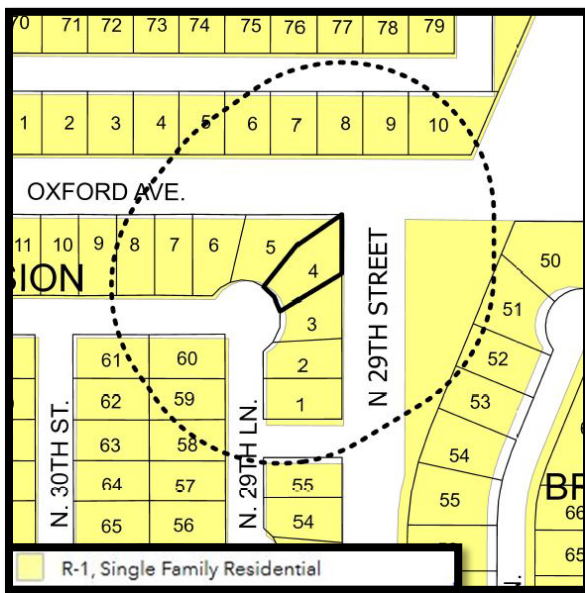 70 71 72 73 74 75 76 77 78 79
1 2 3 4 5 6 7 8 9 10
OXFORD AVE.
11 10 9 8 7 6 5 4
SION
N 29TH STREET
50
51
3
52
61 60 2
53
62 59 1
N. 30TH ST.
N. 29TH LN.
63 58 54
64 57 55 55
BR
65 56 54 66
65
N.
R-1, Single Family Residential